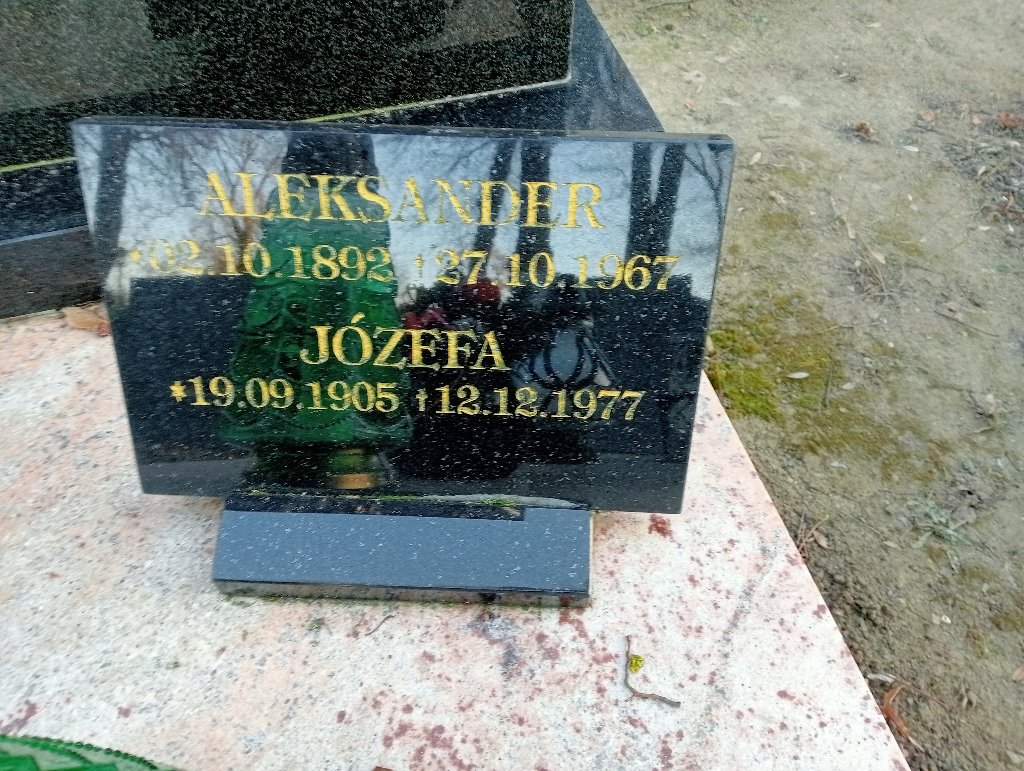 ALEKSANDER
*02.10.1892 †27.10.1967
JÓZEFA
*19.09.1905 †12.12.1977